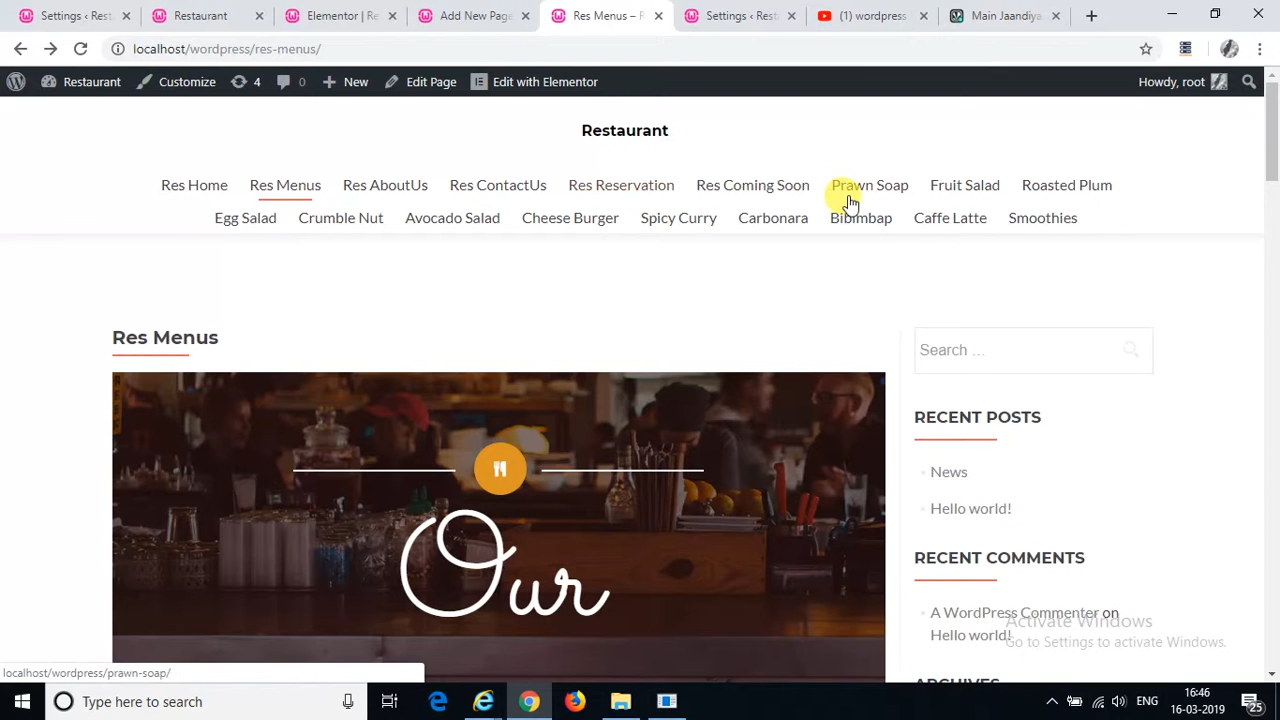 Settings ‹ Rest
Restaurant
Elementor | Re
Add New Page
Res Menus –
Settings ‹ Rest
(1) wordpress
Main Jaandiya
localhost/wordpress/res-menus/
Restaurant
Customize
4
0
New
Edit Page
Edit with Elementor
Howdy, root
Restaurant
Res Home
Res Menus
Res AboutUs
Res ContactUs
Res Reservation
Res Coming Soon
Prawn Soap
Fruit Salad
Roasted Plum
Egg Salad
Crumble Nut
Avocado Salad
Cheese Burger
Spicy Curry
Carbonara
Bibimbap
Caffe Latte
Smoothies
Res Menus
Search …
RECENT POSTS
News
Hello world!
RECENT COMMENTS
A WordPress Commenter on
Hello world!
ARCHIVES
Our
Activate Windows
Go to Settings to activate Windows.
localhost/wordpress/prawn-soap/
Type here to search
ENG
16:46
16-03-2019
25